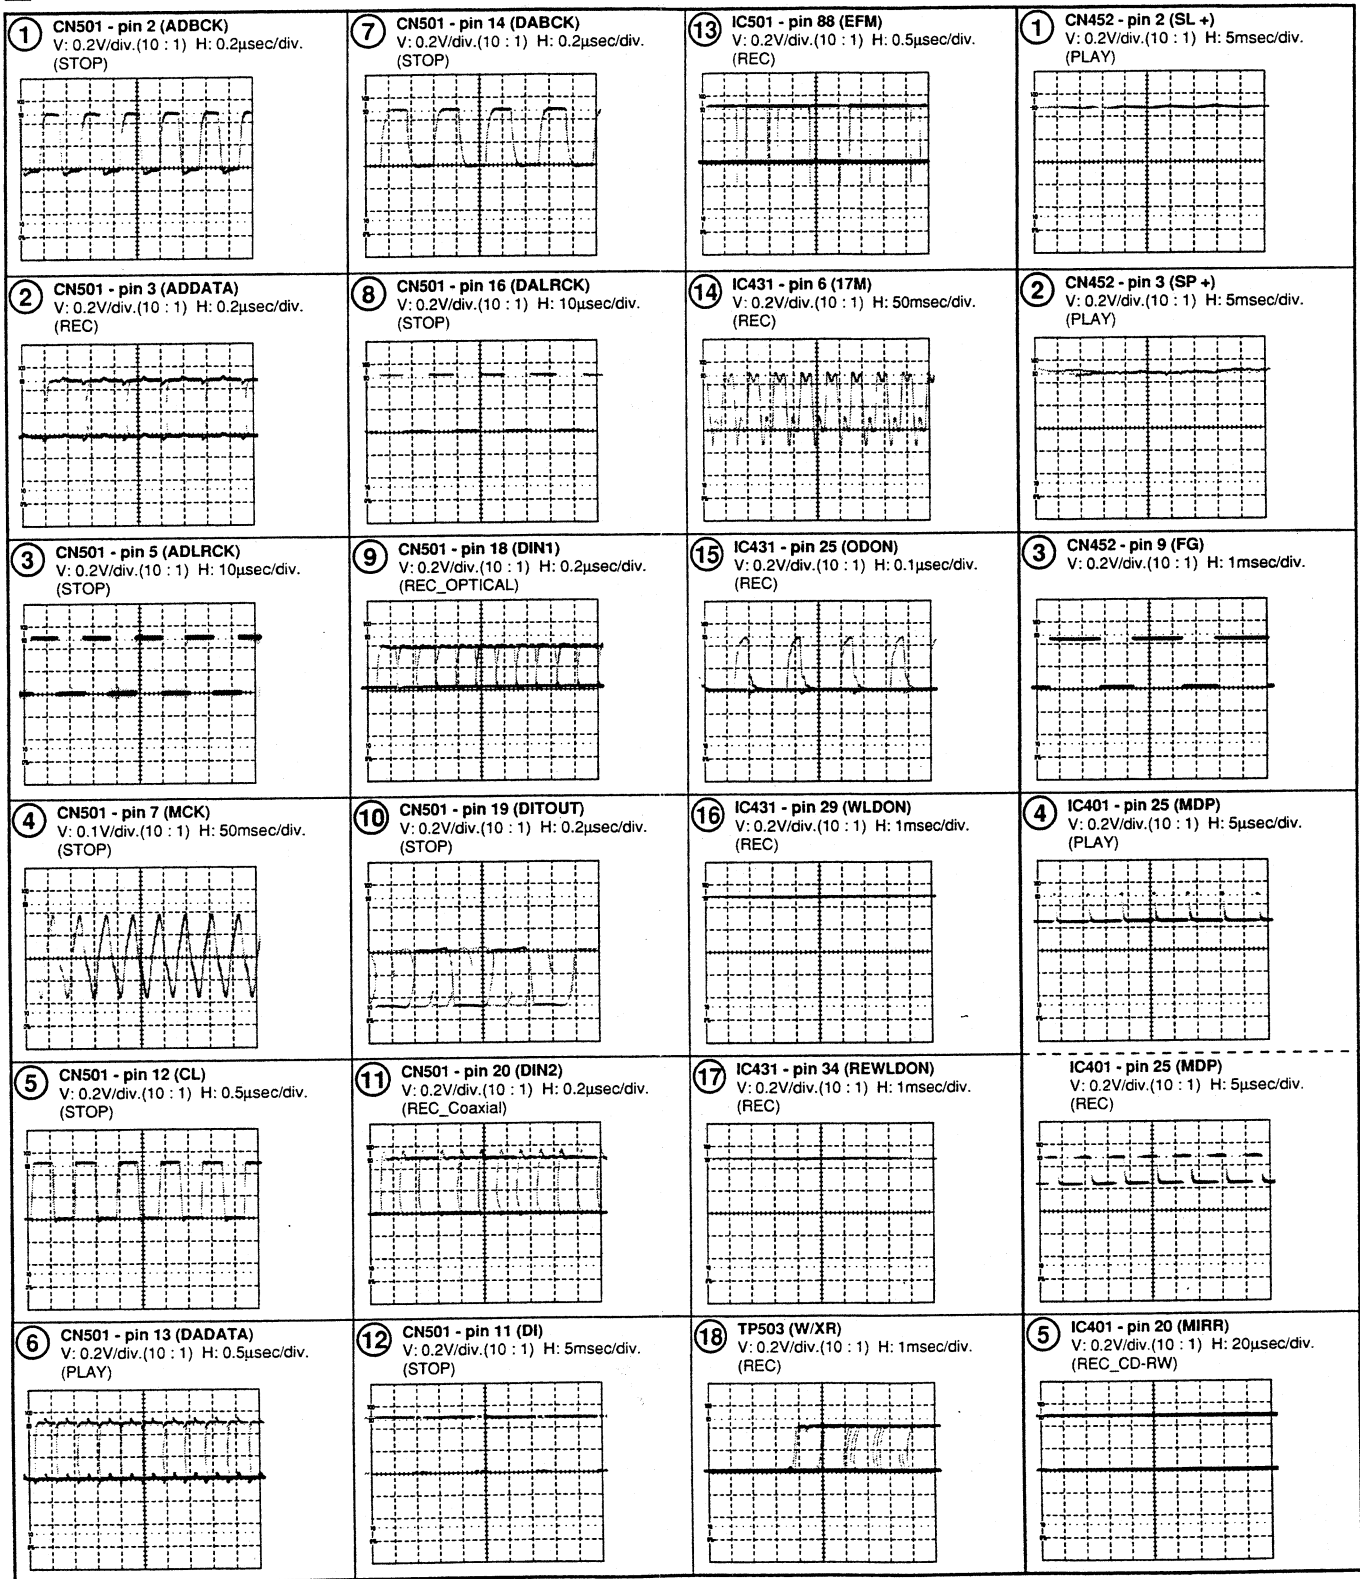 ① CN501 - pin 2 (ADBCK)
V: 0.2V/div.(10 : 1) H: 0.2µsec/div.
(STOP)
② CN501 - pin 3 (ADDATA)
V: 0.2V/div.(10 : 1) H: 0.2µsec/div.
(REC)
③ CN501 - pin 5 (ADLRCK)
V: 0.2V/div.(10 : 1) H: 10µsec/div.
(STOP)
④ CN501 - pin 7 (MCK)
V: 0.1V/div.(10 : 1) H: 50msec/div.
(STOP)
⑤ CN501 - pin 12 (CL)
V: 0.2V/div.(10 : 1) H: 0.5µsec/div.
(STOP)
⑥ CN501 - pin 13 (DADATA)
V: 0.2V/div.(10 : 1) H: 0.5µsec/div.
(PLAY)
⑦ CN501 - pin 14 (DABCK)
V: 0.2V/div.(10 : 1) H: 0.2µsec/div.
(STOP)
⑧ CN501 - pin 16 (DALRCK)
V: 0.2V/div.(10 : 1) H: 10µsec/div.
(STOP)
⑨ CN501 - pin 18 (DIN1)
V: 0.2V/div.(10 : 1) H: 0.2µsec/div.
(REC_OPTICAL)
⑩ CN501 - pin 19 (DITOUT)
V: 0.2V/div.(10 : 1) H: 0.2µsec/div.
(STOP)
⑪ CN501 - pin 20 (DIN2)
V: 0.2V/div.(10 : 1) H: 0.2µsec/div.
(REC_Coaxial)
⑫ CN501 - pin 11 (DI)
V: 0.2V/div.(10 : 1) H: 5msec/div.
(STOP)
⑬ IC501 - pin 88 (EFM)
V: 0.2V/div.(10 : 1) H: 0.5µsec/div.
(REC)
⑭ IC431 - pin 6 (17M)
V: 0.2V/div.(10 : 1) H: 50msec/div.
(REC)
⑮ IC431 - pin 25 (ODON)
V: 0.2V/div.(10 : 1) H: 0.1µsec/div.
(REC)
⑯ IC431 - pin 29 (WLDON)
V: 0.2V/div.(10 : 1) H: 1msec/div.
(REC)
⑰ IC431 - pin 34 (REWLDON)
V: 0.2V/div.(10 : 1) H: 1msec/div.
(REC)
⑱ TP503 (W/XR)
V: 0.2V/div.(10 : 1) H: 1msec/div.
(REC)
① CN452 - pin 2 (SL +)
V: 0.2V/div.(10 : 1) H: 5msec/div.
(PLAY)
② CN452 - pin 3 (SP +)
V: 0.2V/div.(10 : 1) H: 5msec/div.
(PLAY)
③ CN452 - pin 9 (FG)
V: 0.2V/div.(10 : 1) H: 1msec/div.
④ IC401 - pin 25 (MDP)
V: 0.2V/div.(10 : 1) H: 5µsec/div.
(PLAY)
IC401 - pin 25 (MDP)
V: 0.2V/div.(10 : 1) H: 5µsec/div.
(REC)
⑤ IC401 - pin 20 (MIRR)
V: 0.2V/div.(10 : 1) H: 20µsec/div.
(REC_CD-RW)